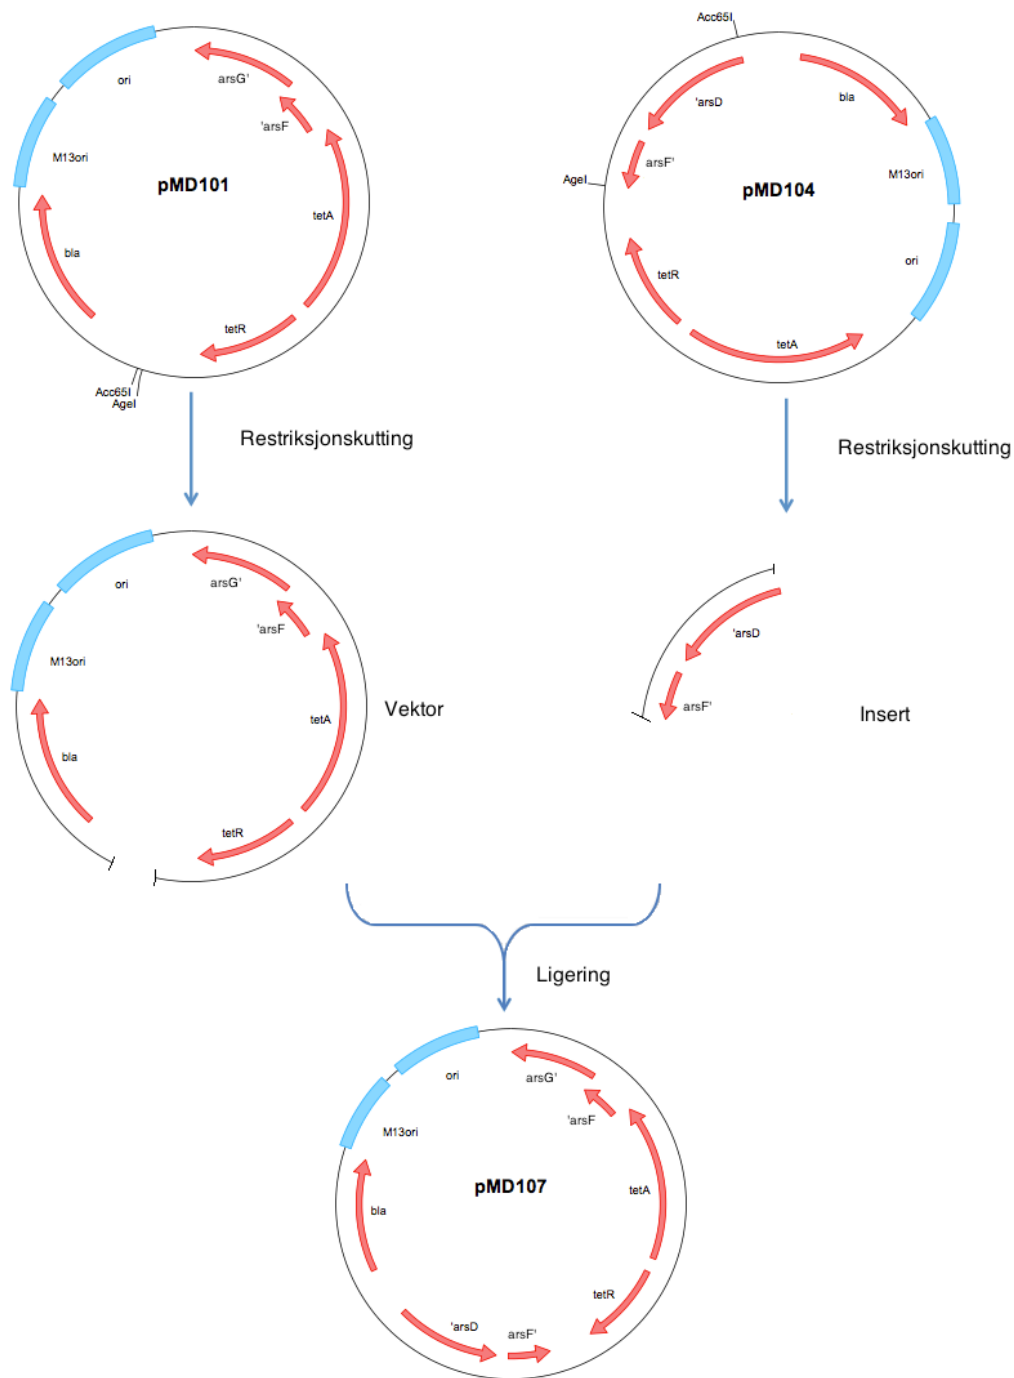 ori
arsG'
'arsF
M13ori
pMD101
tetA
bla
tetR
Acc65I
AgeI
Acc65I
'arsD
bla
arsF'
AgeI
M13ori
pMD104
ori
tetR
tetA
Restriksjonskutting
Restriksjonskutting
ori
arsG'
'arsF
M13ori
tetA
Vektor
bla
tetR
'arsD
arsF'
Insert
Ligering
ori
arsG'
'arsF
M13ori
pMD107
tetA
bla
tetR
'arsD
arsF'